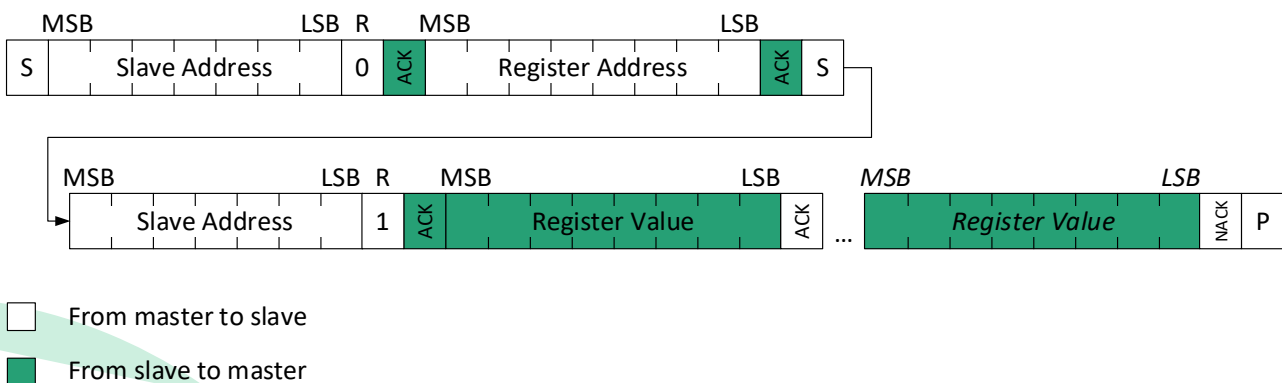 MSB LSB R MSB LSB
S Slave Address 0 ACK Register Address ACK S
MSB LSB R MSB LSB MSB LSB
Slave Address 1 ACK Register Value ACK ... Register Value NACK P
From master to slave
From slave to master